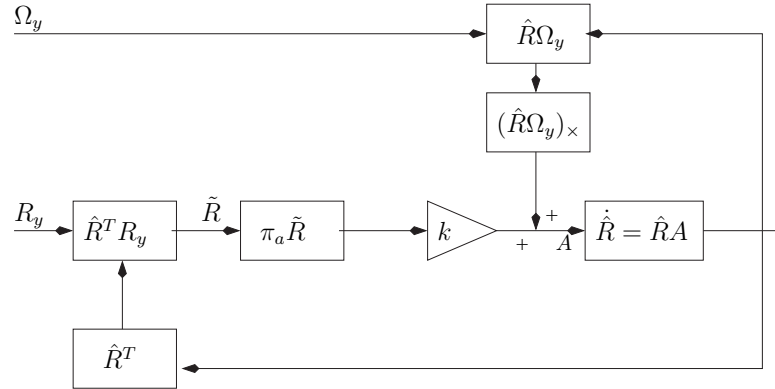 Ω_y
R̂Ω_y
(R̂Ω_y)_×
R_y
R̂^T R_y
R̃
π_a R̃
k
+
+
A
R̂̇ = R̂A
R̂^T